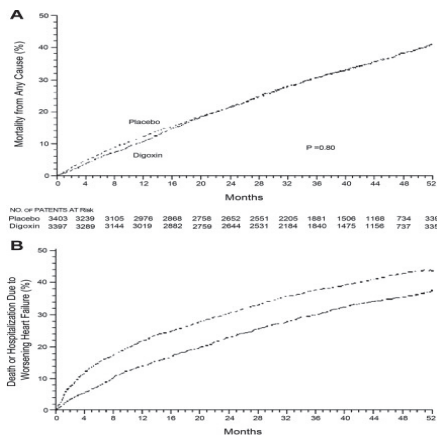 A
50
40
30
20
10
0
Mortality from Any Cause (%)
Placebo
Digoxin
P =0.80
0 4 8 12 16 20 24 28 32 36 40 44 48 52
Months
NO. OF PATENTS AT Risk
Placebo 3403 3239 3105 2976 2868 2758 2652 2551 2205 1881 1506 1168 734 339
Digoxin 3397 3289 3144 3019 2882 2759 2644 2531 2184 1840 1475 1156 737 335
B
50
40
30
20
10
0
Death or Hospitalization Due to
Worsening Heart Failure (%)
0 4 8 12 16 20 24 28 32 36 40 44 48 52
Months